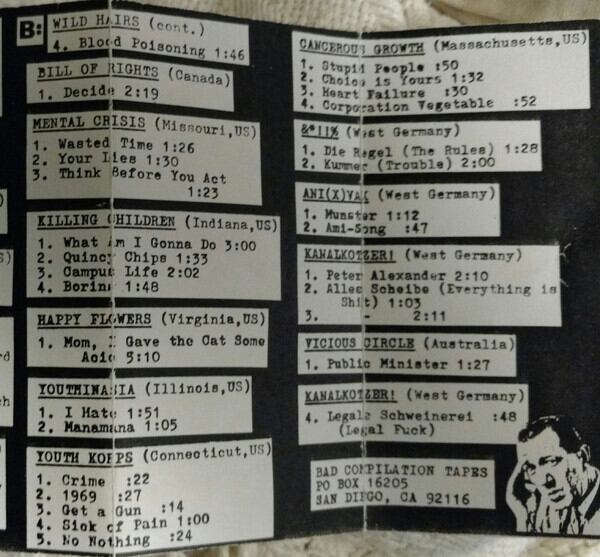 B:
WILD HAIRS (cont.)
4. Blood Poisoning 1:46
BILL OF RIGHTS (Canada)
1. Decide 2:19
MENTAL CRISIS (Missouri,US)
1. Wasted Time 1:26
2. Your Lies 1:30
3. Think Before You Act
1:23
KILLING CHILDREN (Indiana,US)
1. What Am I Gonna Do 3:00
2. Quincy Chips 1:33
3. Campus Life 2:02
4. Boring 1:48
HAPPY FLOWERS (Virginia,US)
1. Mom, I Gave the Cat Some
Acid 5:10
YOUTHINASIA (Illinois,US)
1. I Hate 1:51
2. Manamana 1:05
YOUTH KORPS (Connecticut,US)
1. Crime :22
2. 1969 :27
3. Get a Gun :14
4. Sick of Pain 1:00
5. No Nothing :24
CANCEROUS GROWTH (Massachusetts,US)
1. Stupid People :50
2. Choice is Yours 1:32
3. Heart Failure :30
4. Corporation Vegetable :52
&*!1% (West Germany)
1. Die Regel (The Rules) 1:28
2. Kummer (Trouble) 2:00
ANI(X)VAX (West Germany)
1. Munster 1:12
2. Ami-Song :47
KANALKOTZER! (West Germany)
1. Peter Alexander 2:10
2. Alles Scheibe (Everything is
Shit) 1:03
3. - 2:11
VICIOUS CIRCLE (Australia)
1. Public Minister 1:27
KANALKOTZER! (West Germany)
4. Legale Schweinerei :48
(Legal Fuck)
BAD COMPILATION TAPES
PO BOX 16205
SAN DIEGO, CA 92116